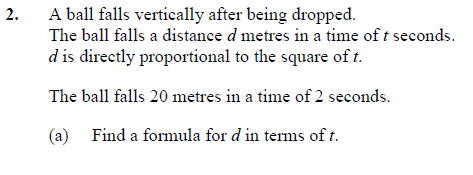 2. A ball falls vertically after being dropped.
The ball falls a distance d metres in a time of t seconds.
d is directly proportional to the square of t.
The ball falls 20 metres in a time of 2 seconds.
(a) Find a formula for d in terms of t.